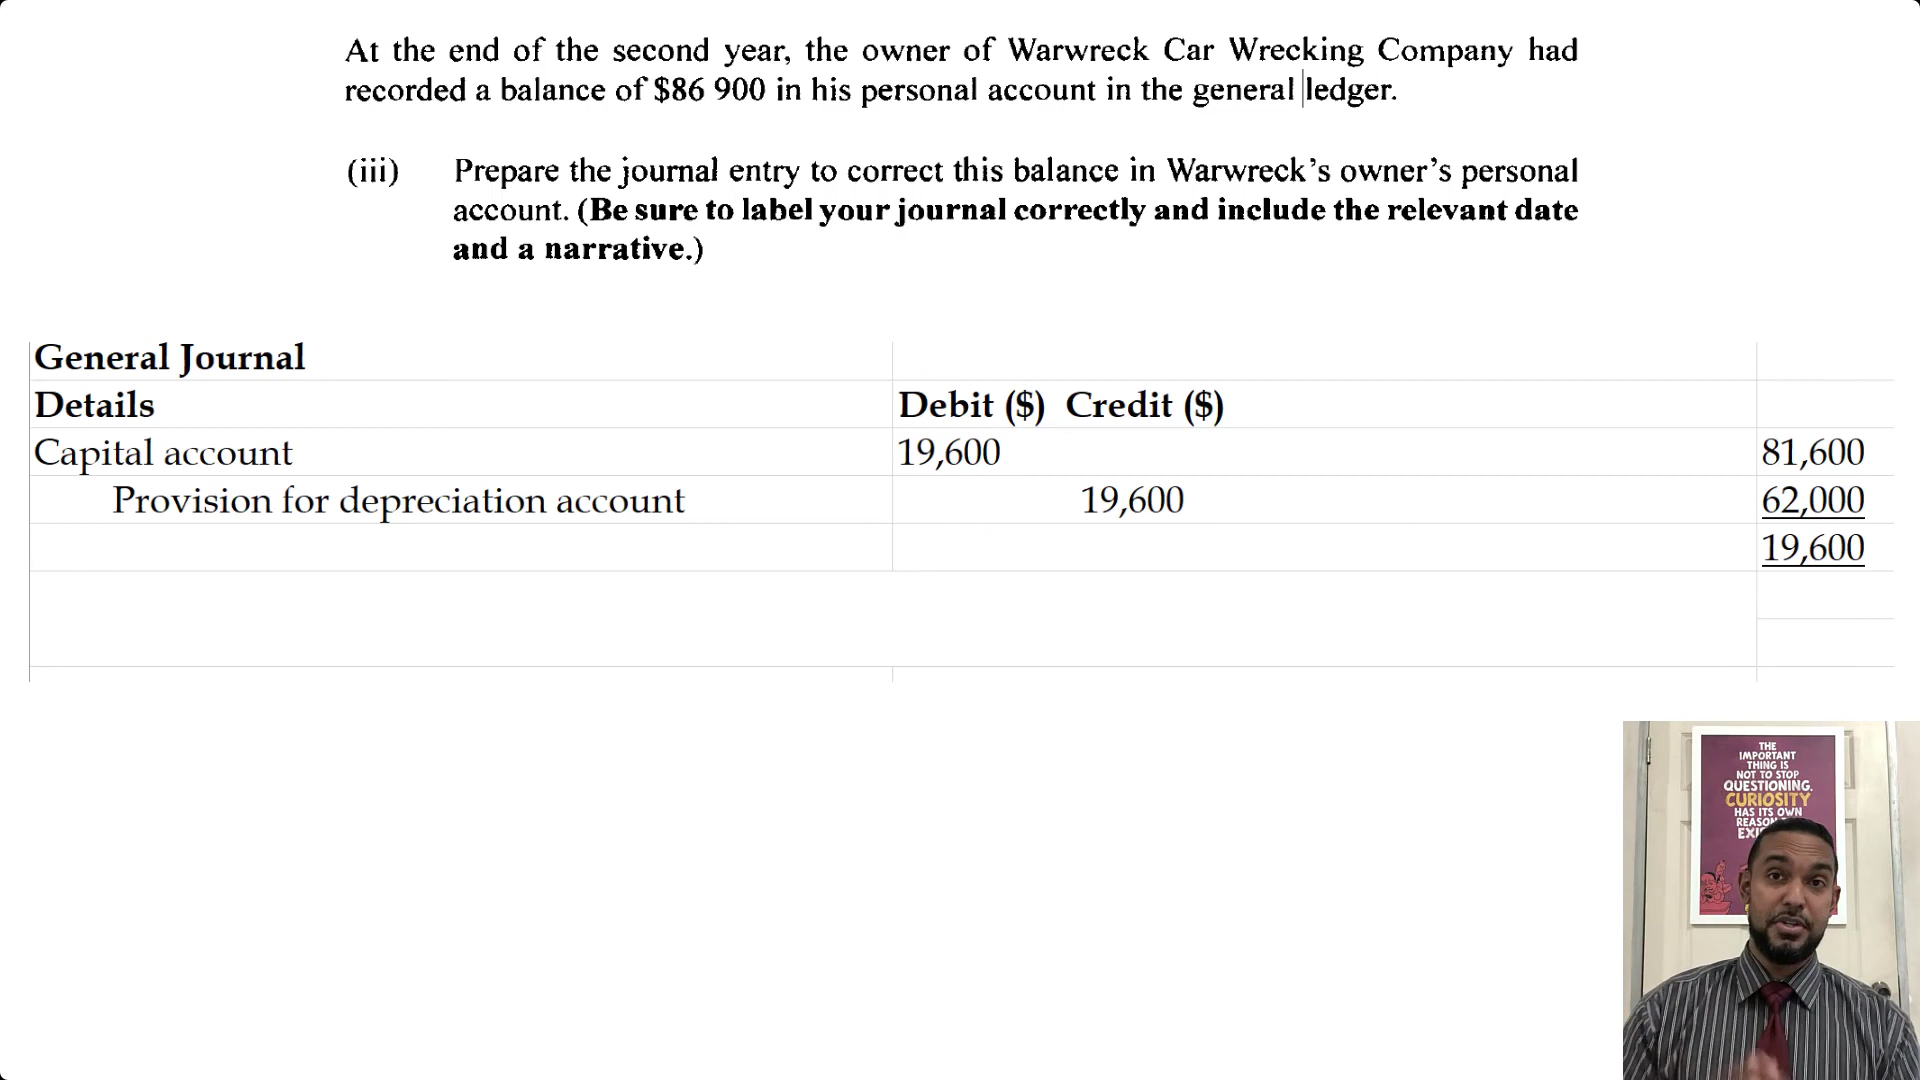 At the end of the second year, the owner of Warwreck Car Wrecking Company had
recorded a balance of $86 900 in his personal account in the general ledger.
(iii) Prepare the journal entry to correct this balance in Warwreck's owner's personal
account. (Be sure to label your journal correctly and include the relevant date
and a narrative.)
General Journal
Details Debit ($) Credit ($)
Capital account 19,600 81,600
Provision for depreciation account 19,600 62,000
19,600
THE
IMPORTANT
THING IS
NOT TO STOP
QUESTIONING.
CURIOSITY
HAS ITS OWN
REASON